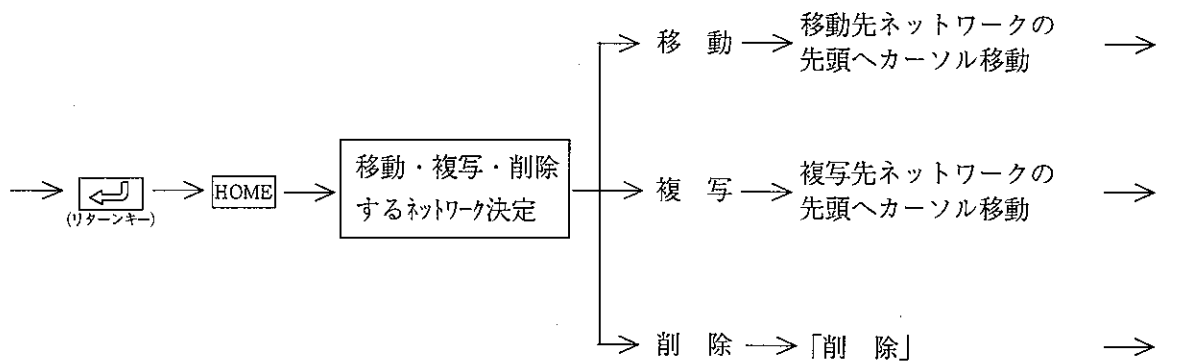 移 動
移動先ネットワークの
先頭へカーソル移動
(リターンキー)
HOME
移動・複写・削除
するネットワーク決定
複 写
複写先ネットワークの
先頭へカーソル移動
削 除
「削 除」